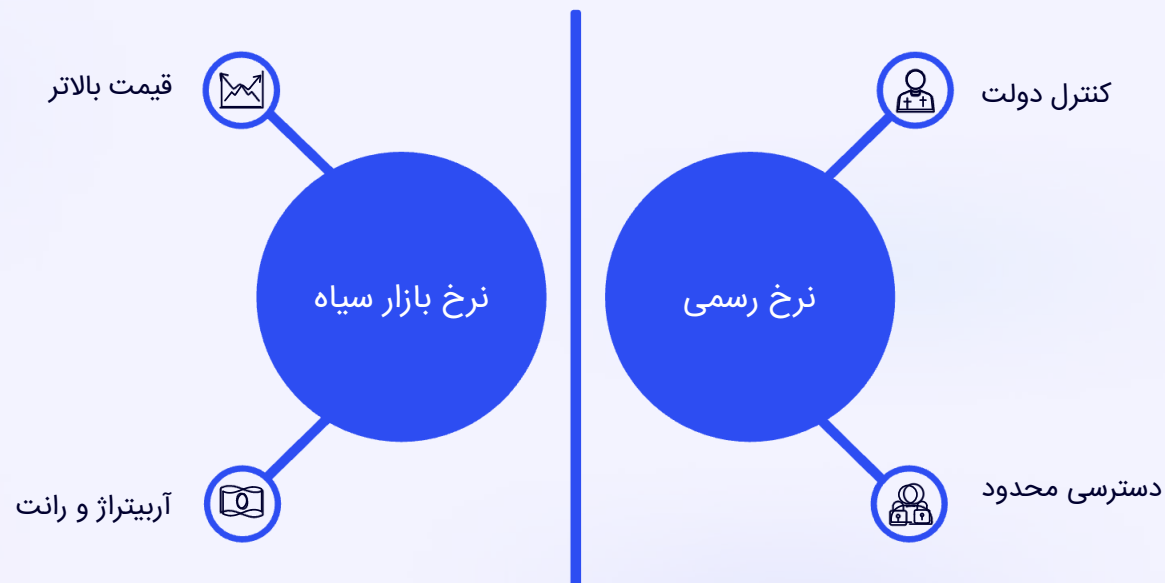 کنترل دولت
نرخ رسمی
دسترسی محدود
قیمت بالاتر
نرخ بازار سیاه
آربیتراژ و رانت